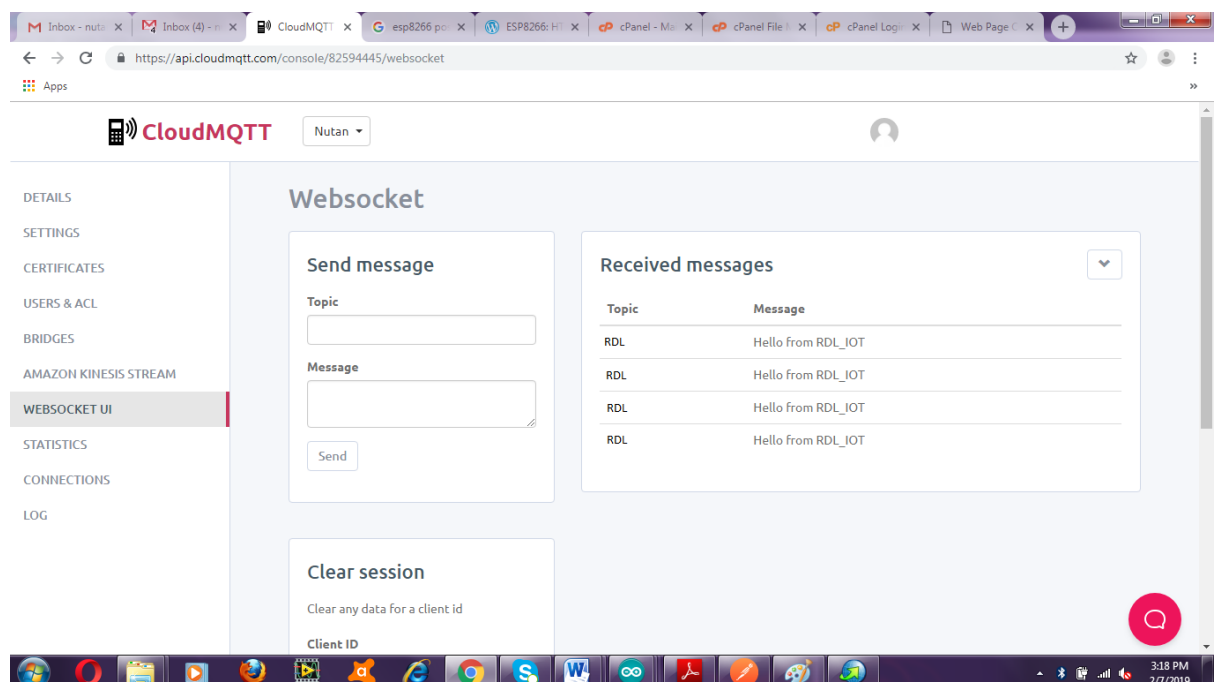 Inbox - nuta
Inbox (4) - n
CloudMQTT
esp8266 po
ESP8266: HT
cPanel - Ma
cPanel File
cPanel Logi
Web Page
https://api.cloudmqtt.com/console/82594445/websocket
Apps
CloudMQTT
Nutan
DETAILS
SETTINGS
CERTIFICATES
USERS & ACL
BRIDGES
AMAZON KINESIS STREAM
WEBSOCKET UI
STATISTICS
CONNECTIONS
LOG
Websocket
Send message
Topic
Message
Send
Received messages
Topic Message
RDL Hello from RDL_IOT
RDL Hello from RDL_IOT
RDL Hello from RDL_IOT
RDL Hello from RDL_IOT
Clear session
Clear any data for a client id
Client ID
3:18 PM
2/7/2019